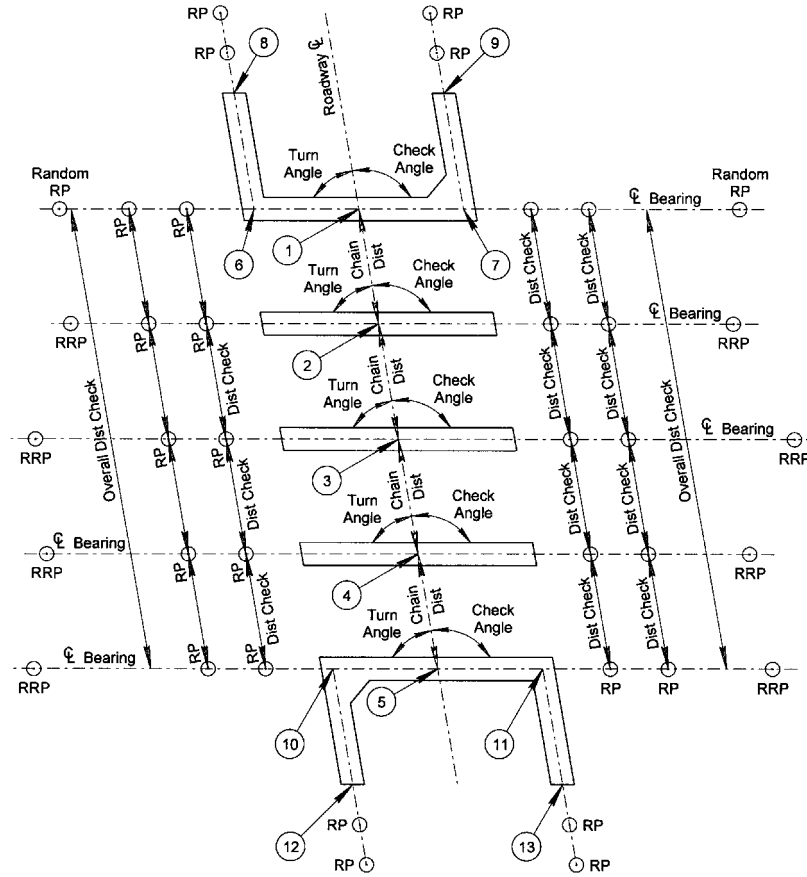 RP
RP
8
Roadway ℄
RP
RP
9
Random
RP
Turn
Angle
Check
Angle
Random
RP
℄ Bearing
RP
RP
6
1
7
Chain
Dist
Dist Check
Dist Check
Turn
Angle
Check
Angle
℄ Bearing
RRP
RP
RP
2
RRP
Overall Dist Check
Dist Check
Chain
Dist
Dist Check
Dist Check
Overall Dist Check
Turn
Angle
Check
Angle
℄ Bearing
RRP
RP
RP
3
RRP
Dist Check
Chain
Dist
Dist Check
Dist Check
Turn
Angle
Check
Angle
℄ Bearing
RRP
RP
RP
4
RRP
Dist Check
Chain
Dist
Dist Check
Dist Check
Turn
Angle
Check
Angle
℄ Bearing
RRP
RP
RP
5
RP
RP
RRP
10
11
12
13
RP
RP
RP
RP